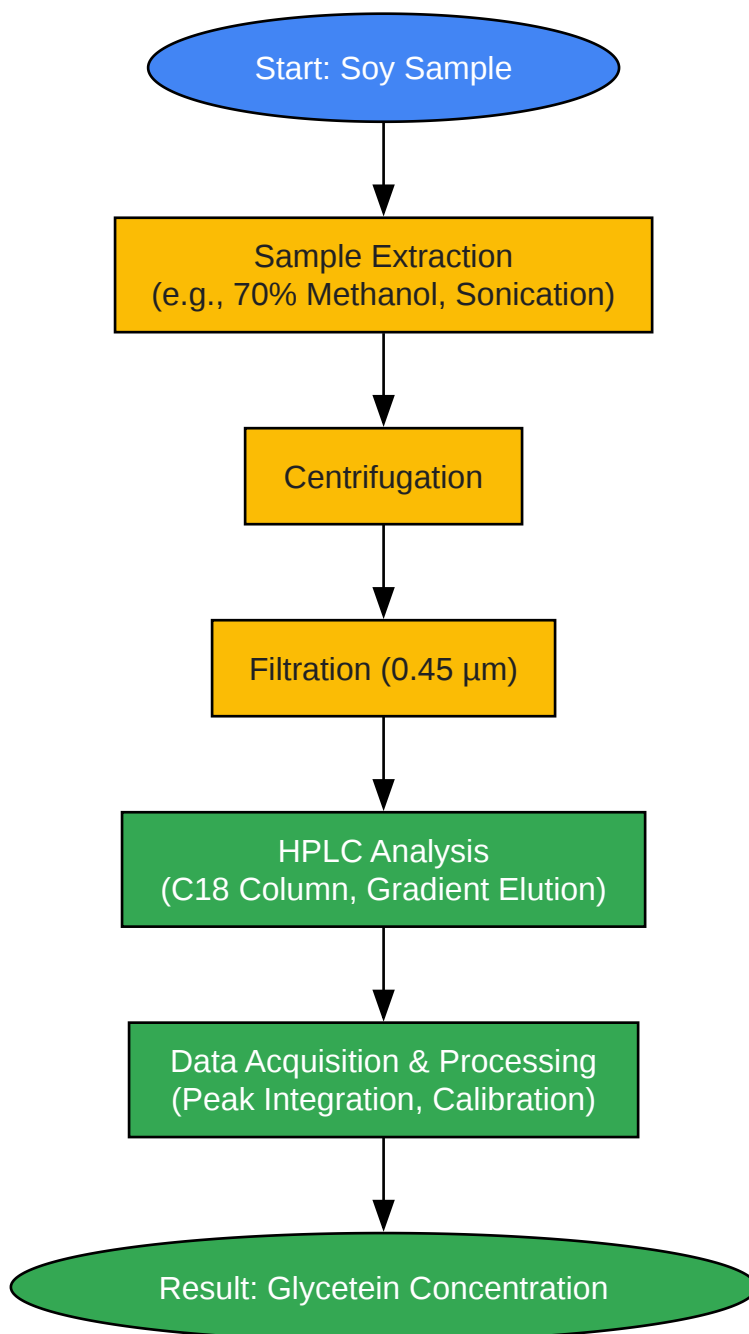 Start: Soy Sample
Sample Extraction
(e.g., 70% Methanol, Sonication)
Centrifugation
Filtration (0.45 µm)
HPLC Analysis
(C18 Column, Gradient Elution)
Data Acquisition & Processing
(Peak Integration, Calibration)
Result: Glycetein Concentration